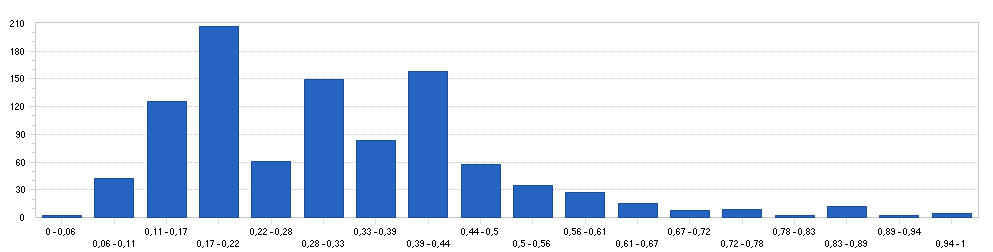 210
180
150
120
90
60
30
0
0 - 0,06
0,06 - 0,11
0,11 - 0,17
0,17 - 0,22
0,22 - 0,28
0,28 - 0,33
0,33 - 0,39
0,39 - 0,44
0,44 - 0,5
0,5 - 0,56
0,56 - 0,61
0,61 - 0,67
0,67 - 0,72
0,72 - 0,78
0,78 - 0,83
0,83 - 0,89
0,89 - 0,94
0,94 - 1